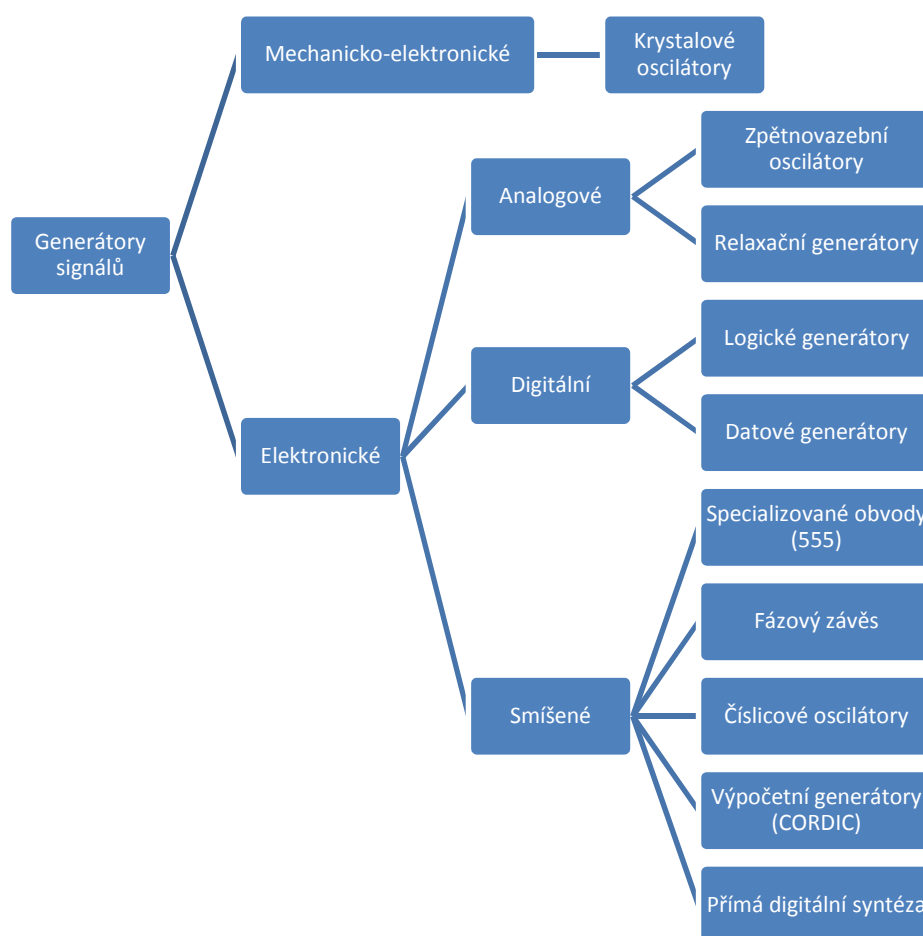 Mechanicko-elektronické
Krystalové
oscilátory
Zpětnovazební
oscilátory
Analogové
Generátory
signálů
Relaxační generátory
Logické generátory
Digitální
Datové generátory
Elektronické
Specializované obvody
(555)
Fázový závěs
Smíšené
Číslicové oscilátory
Výpočetní generátory
(CORDIC)
Přímá digitální syntéza